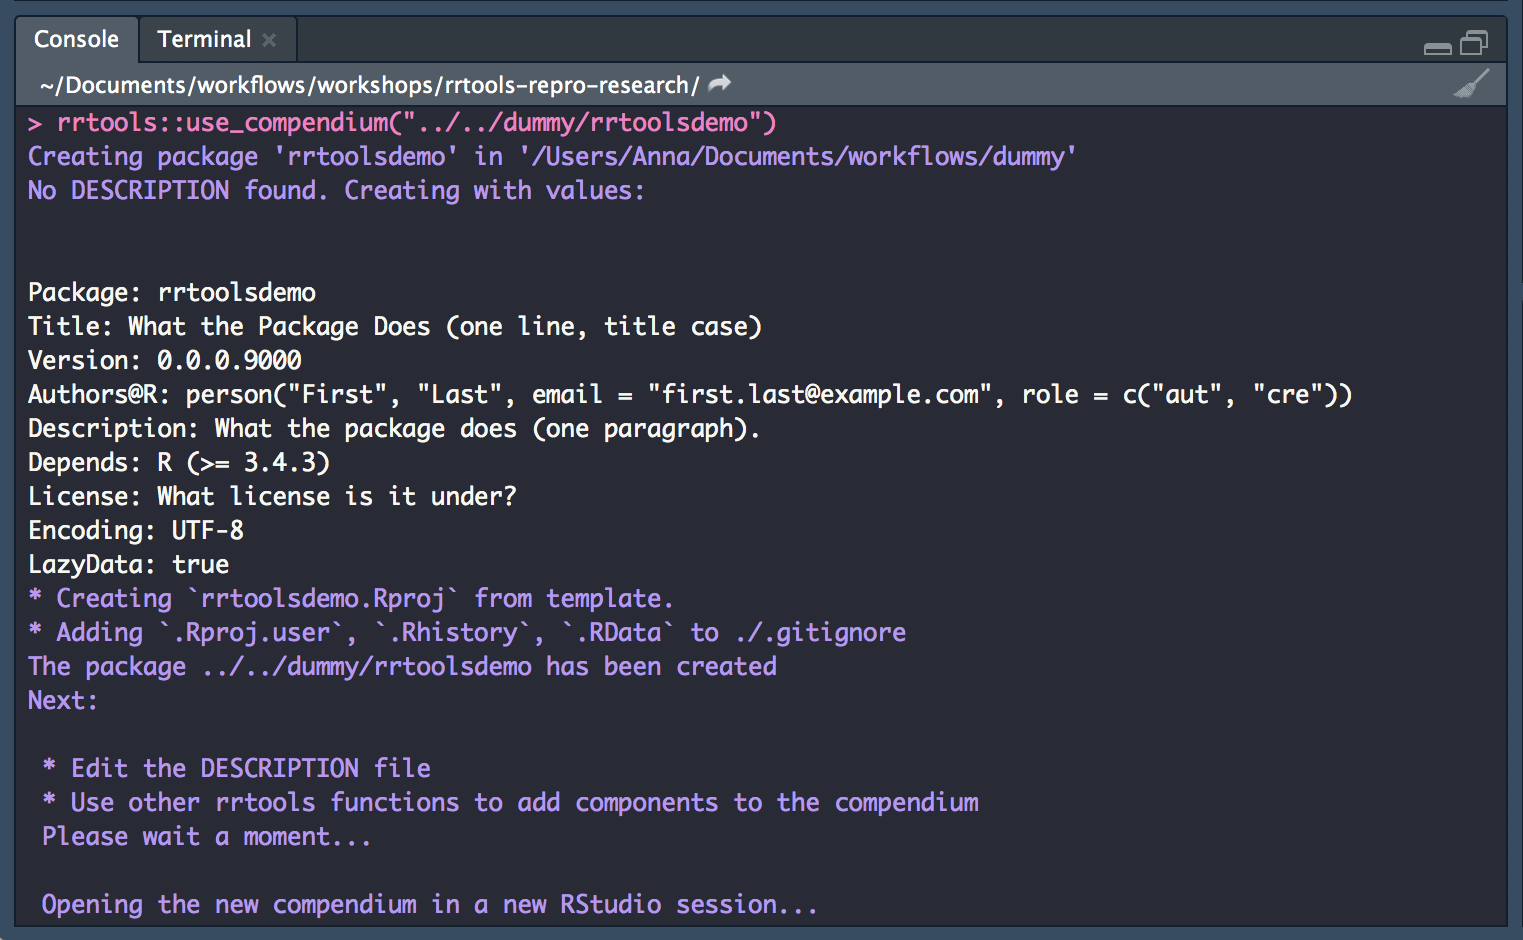 Console Terminal
~/Documents/workflows/workshops/rrtools-repro-research/
> rrtools::use_compendium("../../dummy/rrtoolsdemo")
Creating package 'rrtoolsdemo' in '/Users/Anna/Documents/workflows/dummy'
No DESCRIPTION found. Creating with values:
Package: rrtoolsdemo
Title: What the Package Does (one line, title case)
Version: 0.0.0.9000
Authors@R: person("First", "Last", email = "first.last@example.com", role = c("aut", "cre"))
Description: What the package does (one paragraph).
Depends: R (>= 3.4.3)
License: What license is it under?
Encoding: UTF-8
LazyData: true
* Creating `rrtoolsdemo.Rproj` from template.
* Adding `.Rproj.user`, `.Rhistory`, `.RData` to ./.gitignore
The package ../../dummy/rrtoolsdemo has been created
Next:
* Edit the DESCRIPTION file
* Use other rrtools functions to add components to the compendium
Please wait a moment...
Opening the new compendium in a new RStudio session...